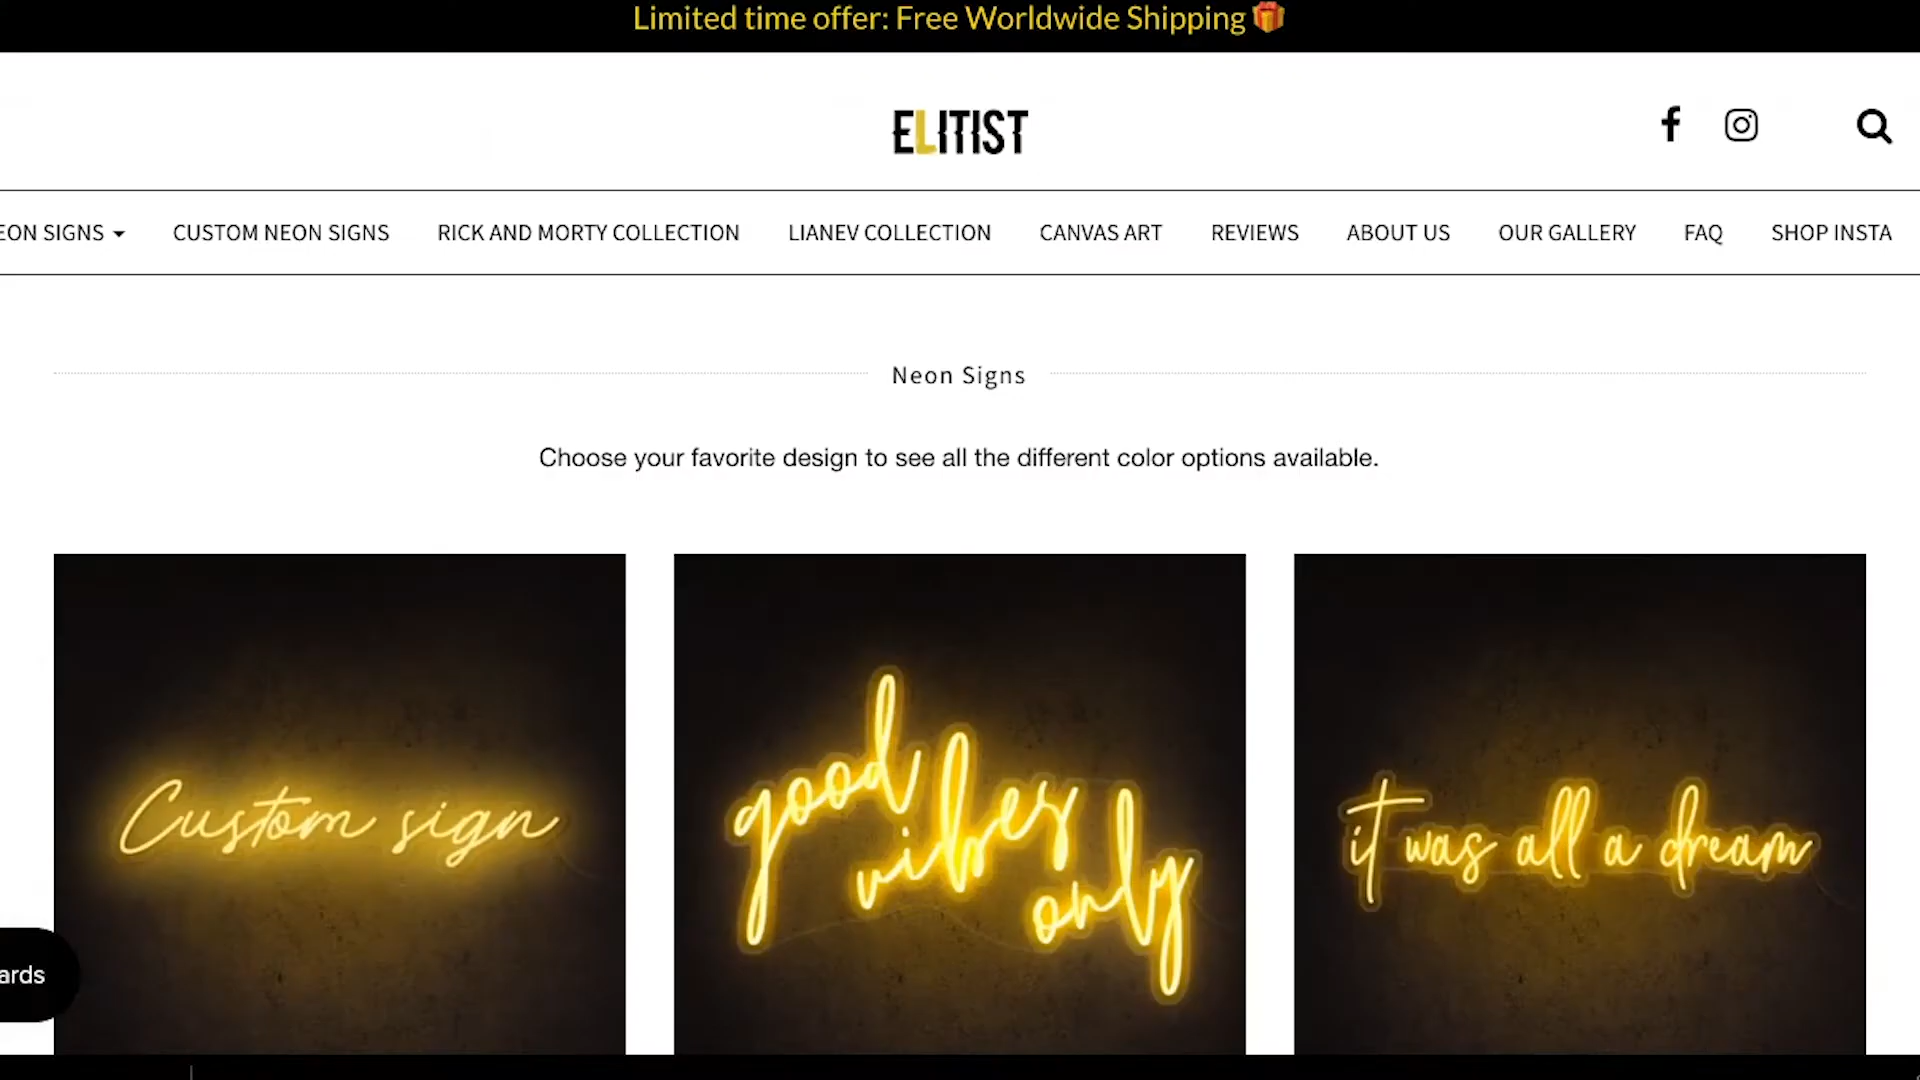 Limited time offer: Free Worldwide Shipping 🎁
ELITIST
EON SIGNS CUSTOM NEON SIGNS RICK AND MORTY COLLECTION LIANEV COLLECTION CANVAS ART REVIEWS ABOUT US OUR GALLERY FAQ SHOP INSTA
Neon Signs
Choose your favorite design to see all the different color options available.
Custom sign
good
vibes
only
it was all a dream
ards